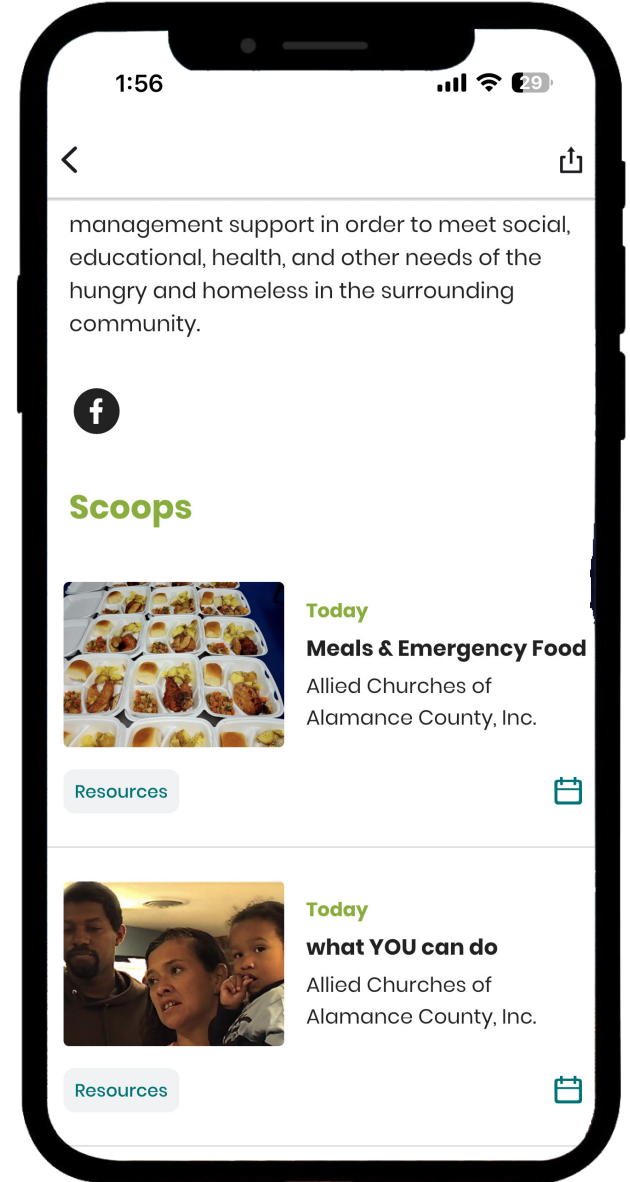 1:56
29
management support in order to meet social,
educational, health, and other needs of the
hungry and homeless in the surrounding
community.
Scoops
Today
Meals & Emergency Food
Allied Churches of
Alamance County, Inc.
Resources
Today
what YOU can do
Allied Churches of
Alamance County, Inc.
Resources